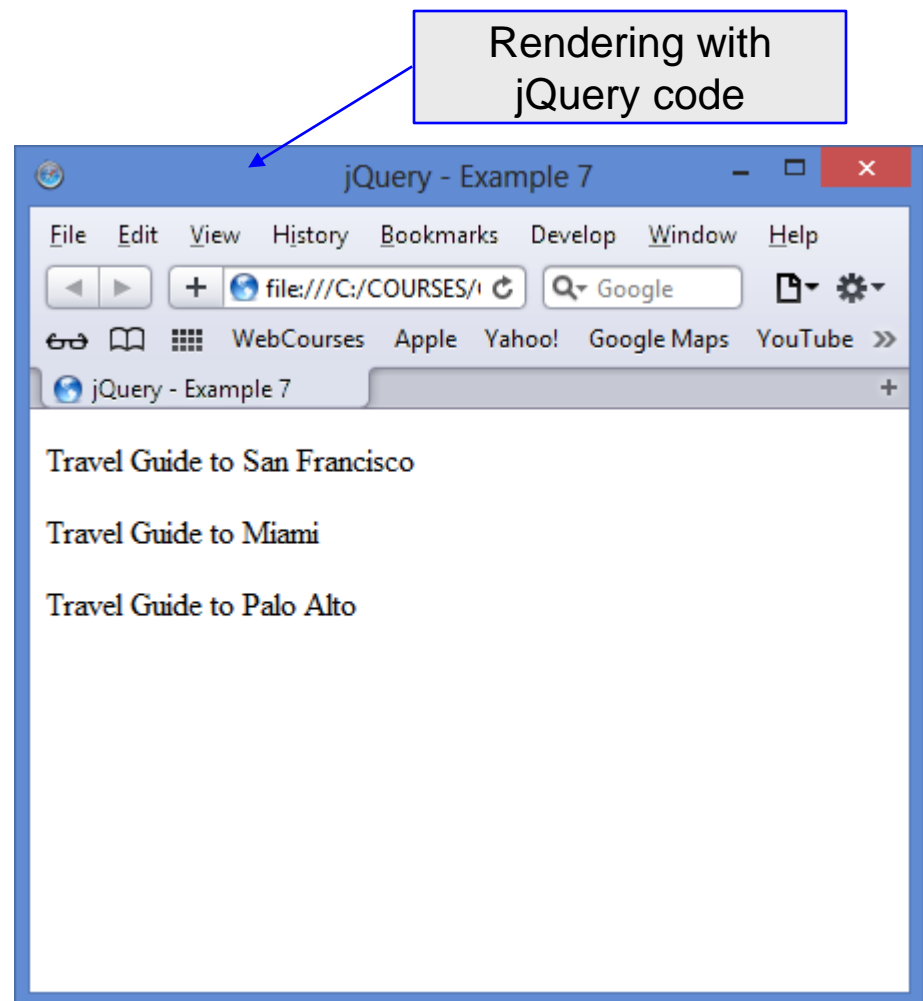 Rendering with
jQuery code
jQuery - Example 7
File Edit View History Bookmarks Develop Window Help
+ file:///C:/COURSES/ Google
WebCourses Apple Yahoo! Google Maps YouTube »
jQuery - Example 7 +
Travel Guide to San Francisco
Travel Guide to Miami
Travel Guide to Palo Alto